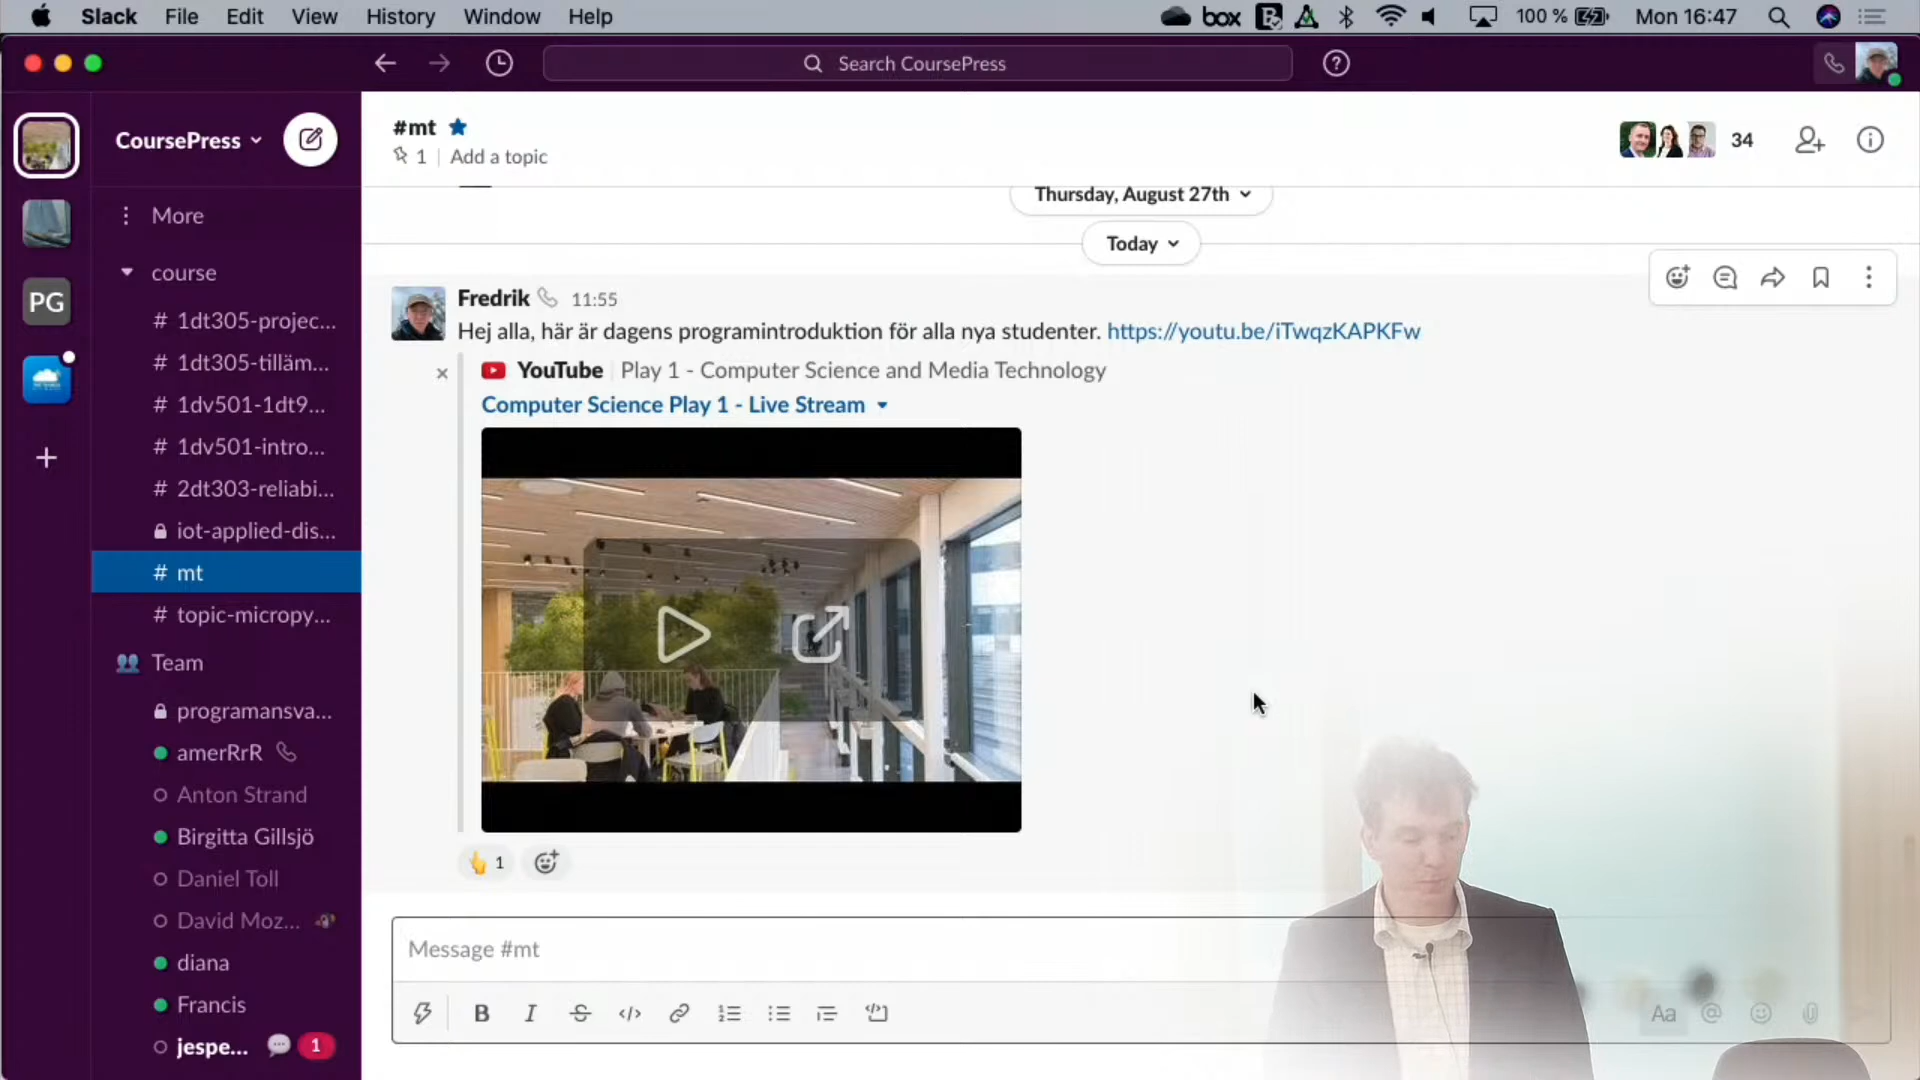 Slack File Edit View History Window Help box 100 % Mon 16:47
Search CoursePress
CoursePress
#mt
34
1 Add a topic
More
Thursday, August 27th
Today
course
PG
Fredrik 11:55
# 1dt305-projec...
Hej alla, här är dagens programintroduktion för alla nya studenter. https://youtu.be/iTwqzKAPKFw
# 1dt305-tilläm...
YouTube Play 1 - Computer Science and Media Technology
# 1dv501-1dt9...
Computer Science Play 1 - Live Stream
# 1dv501-intro...
# 2dt303-reliabi...
iot-applied-dis...
# mt
# topic-micropy...
Team
programansva...
amerRrR
Anton Strand
Birgitta Gillsjö
1
Daniel Toll
David Moz...
Message #mt
diana
Francis
B I S </> Aa @
jespe... 1